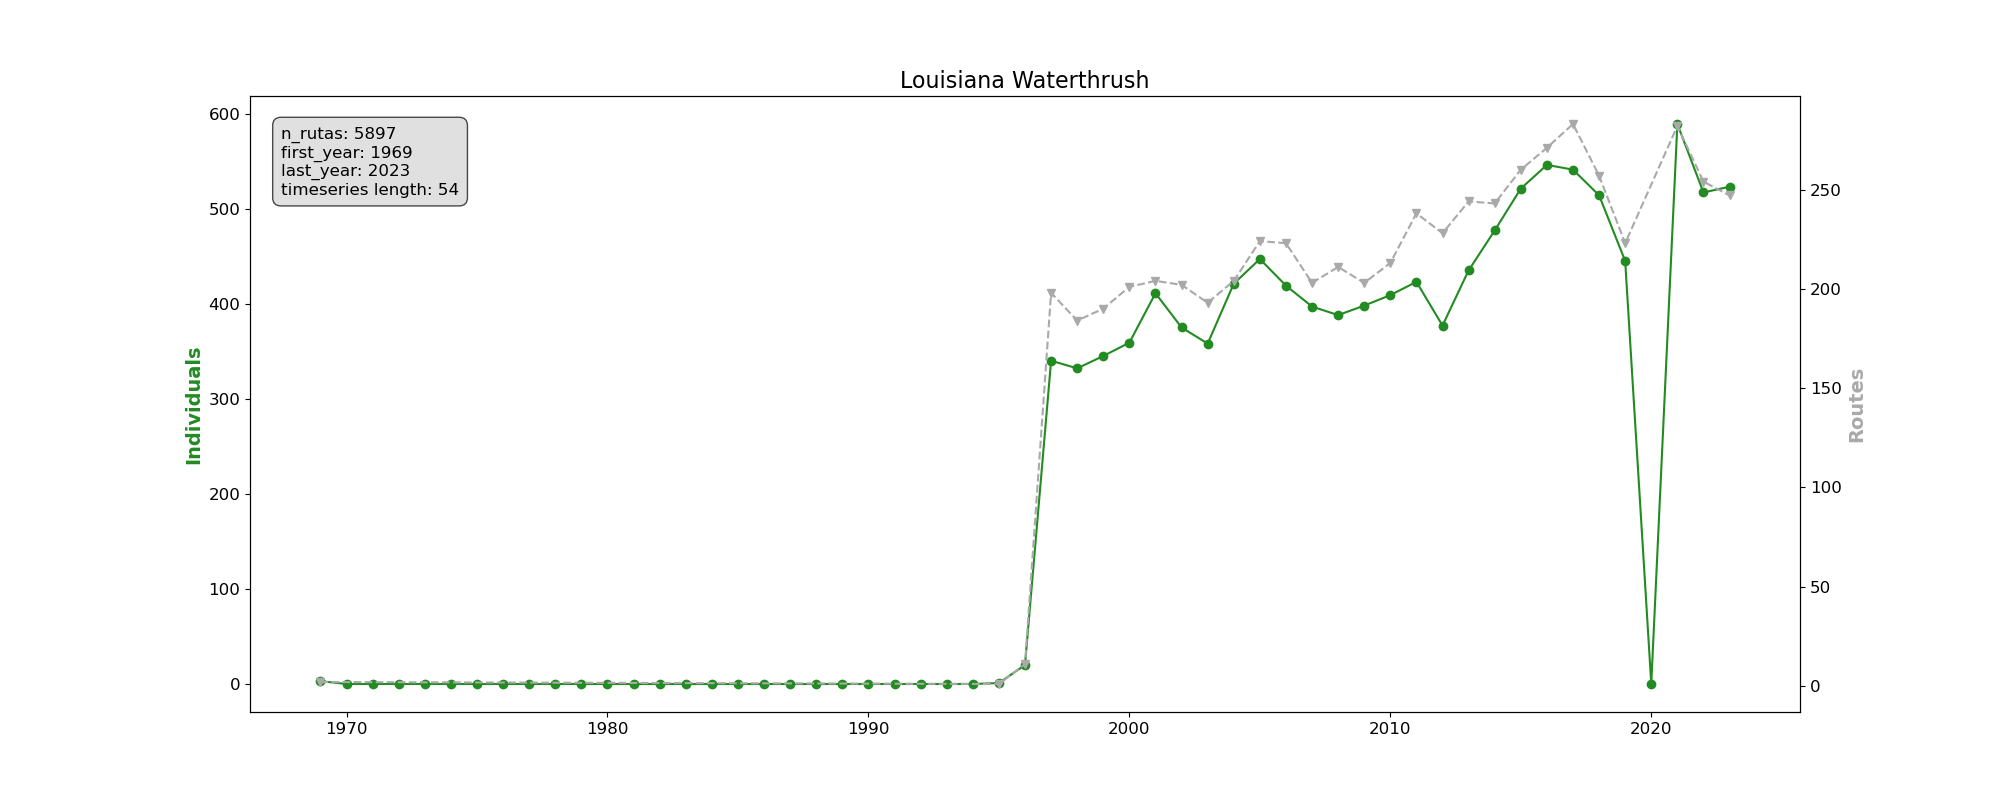 Louisiana Waterthrush
n_rutas: 5897
first_year: 1969
last_year: 2023
timeseries length: 54
600
500
400
300
200
100
0
Individuals
250
200
150
100
50
0
Routes
1970
1980
1990
2000
2010
2020